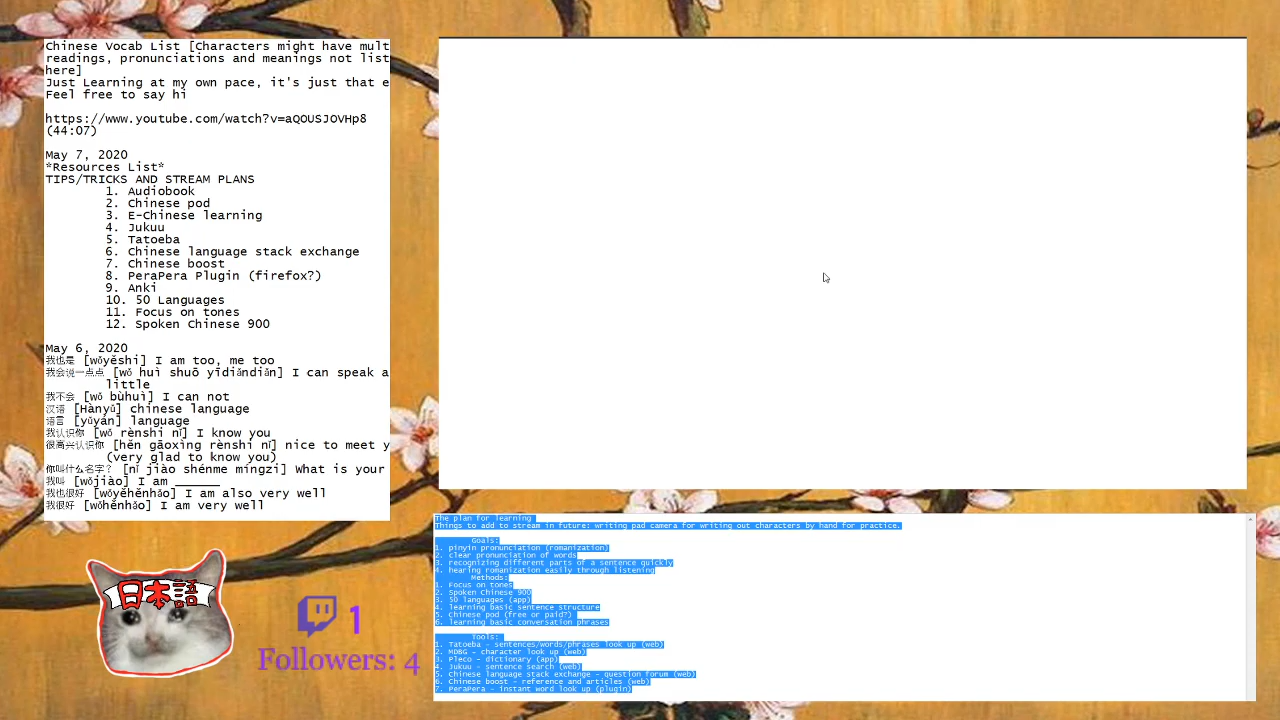 Chinese Vocab List [Characters might have mult
readings, pronunciations and meanings not list
here]
Just Learning at my own pace, it's just that e
Feel free to say hi
https://www.youtube.com/watch?v=aQOUSJOVHp8
(44:07)
May 7, 2020
*Resources List*
TIPS/TRICKS AND STREAM PLANS
1. Audiobook
2. Chinese pod
3. E-Chinese learning
4. Jukuu
5. Tatoeba
6. Chinese language stack exchange
7. Chinese boost
8. PeraPera Plugin (firefox?)
9. Anki
10. 50 Languages
11. Focus on tones
12. Spoken Chinese 900
May 6, 2020
我也是 [wǒyěshì] I am too, me too
我会说一点点 [wǒ huì shuō yīdiǎndiǎn] I can speak a
little
我不会 [wǒ bùhuì] I can not
汉语 [Hànyǔ] chinese language
语言 [yǔyán] language
我认识你 [wǒ rènshi nǐ] I know you
很高兴认识你 [hěn gāoxìng rènshi nǐ] nice to meet y
(very glad to know you)
你叫什么名字? [nǐ jiào shénme míngzi] What is your
我叫 [wǒjiào] I am ______
我也很好 [wǒyěhěnhǎo] I am also very well
我很好 [wǒhěnhǎo] I am very well
日本語
1
Followers: 4
The plan for learning
Things to add to stream in future: writing pad camera for writing out characters by hand for practice.
Goals:
1. pinyin pronunciation (romanization)
2. clear pronunciation of words
3. recognizing different parts of a sentence quickly
4. hearing romanization easily through listening
Methods:
1. Focus on tones
2. Spoken Chinese 900
3. 50 languages (app)
4. learning basic sentence structure
5. Chinese pod (free or paid?)
6. learning basic conversation phrases
Tools:
1. Tatoeba - sentences/words/phrases look up (web)
2. MDBG - character look up (web)
3. Pleco - dictionary (app)
4. Jukuu - sentence search (web)
5. Chinese language stack exchange - question forum (web)
6. Chinese boost - reference and articles (web)
7. PeraPera - instant word look up (plugin)